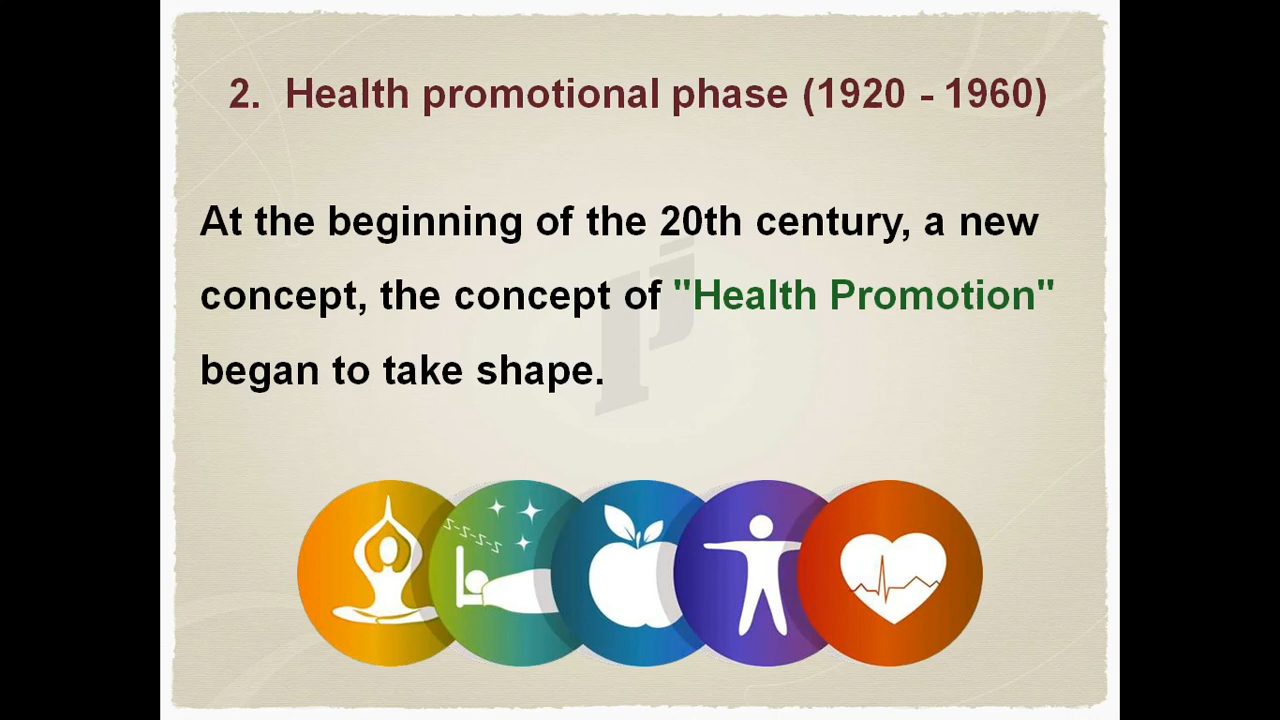 2. Health promotional phase (1920 - 1960)
At the beginning of the 20th century, a new
concept, the concept of "Health Promotion"
began to take shape.
zzzzz